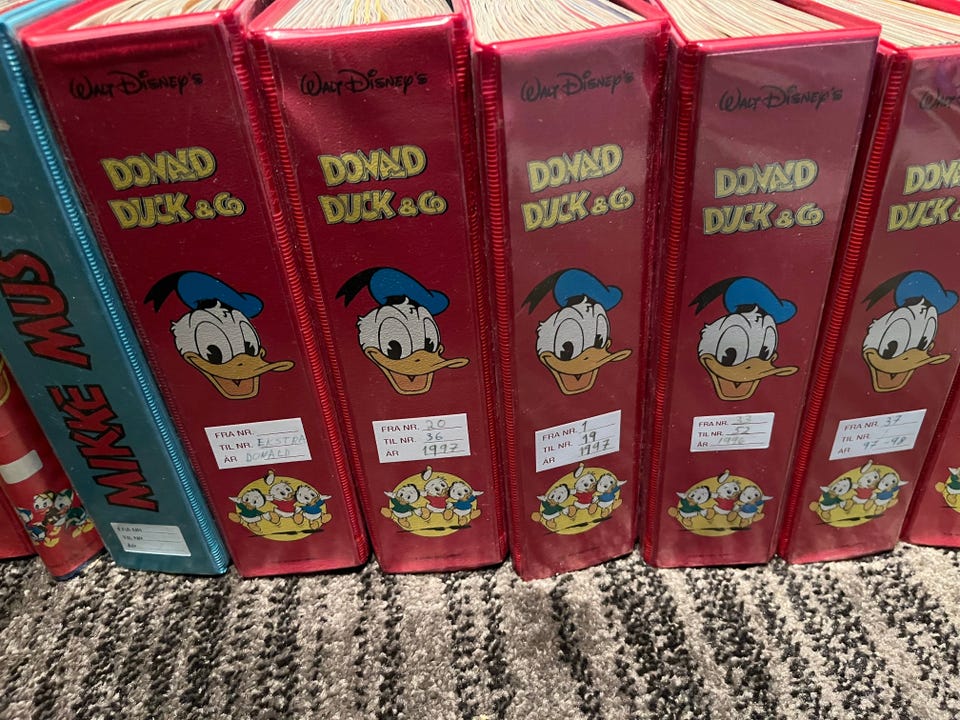 MIKKE MUS
FRA NR.
TIL NR.
ÅR
WALT DISNEY'S
DONALD
DUCK & Co
FRA NR.
TIL NR. EKSTRA
ÅR DONALD
WALT DISNEY'S
DONALD
DUCK & Co
FRA NR. 20
TIL NR. 36
ÅR 1997
WALT DISNEY'S
DONALD
DUCK & Co
FRA NR. 1
TIL NR. 19
ÅR 1997
WALT DISNEY'S
DONALD
DUCK & Co
FRA NR.
TIL NR. 52
ÅR 1996
DONALD
DUCK & Co
FRA NR. 37
TIL NR.
ÅR 97-98